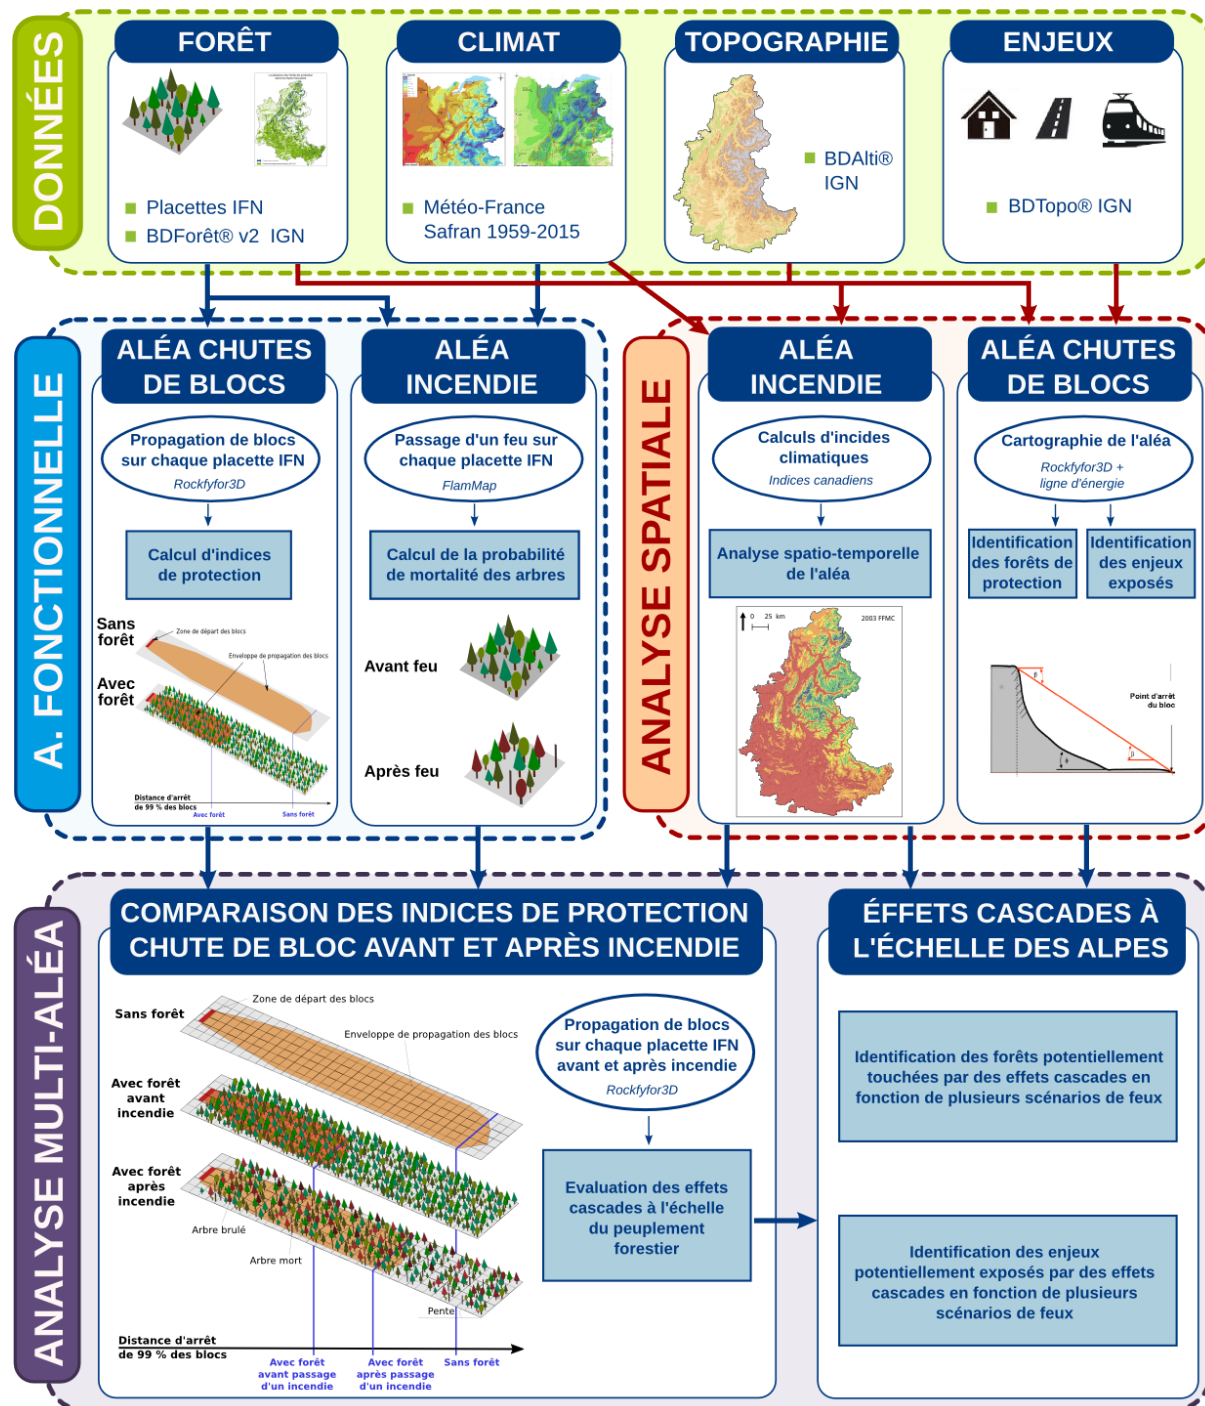 DONNÉES
FORÊT
Placettes IFN
BDForêt® v2 IGN
CLIMAT
Météo-France
Safran 1959-2015
TOPOGRAPHIE
BDAlti®
IGN
ENJEUX
BDTopo® IGN
A. FONCTIONNELLE
ALÉA CHUTES
DE BLOCS
Propagation de blocs
sur chaque placette IFN
Rockfyfor3D
Calcul d'indices
de protection
Sans
forêt
Zone de départ des blocs
Enveloppe de propagation des blocs
Avec
forêt
Distance d'arrêt
de 99 % des blocs
Avec forêt
Sans forêt
ALÉA
INCENDIE
Passage d'un feu sur
chaque placette IFN
FlamMap
Calcul de la probabilité
de mortalité des arbres
Avant feu
Après feu
ANALYSE SPATIALE
ALÉA
INCENDIE
Calculs d'incides
climatiques
Indices canadiens
Analyse spatio-temporelle
de l'aléa
0 25 km
2003 FFMC
ALÉA CHUTES
DE BLOCS
Cartographie de l'aléa
Rockfyfor3D +
ligne d'énergie
Identification
des forêts de
protection
Identification
des enjeux
exposés
Point d'arrêt
du bloc
ANALYSE MULTI-ALÉA
COMPARAISON DES INDICES DE PROTECTION
CHUTE DE BLOC AVANT ET APRÈS INCENDIE
Sans forêt
Zone de départ des blocs
Enveloppe de propagation des blocs
Avec forêt
avant
incendie
Avec forêt
après
incendie
Arbre brulé
Arbre mort
Pente
Distance d'arrêt
de 99 % des blocs
Avec forêt
avant passage
d'un incendie
Avec forêt
après passage
d'un incendie
Sans forêt
Propagation de blocs
sur chaque placette IFN
avant et après incendie
Rockfyfor3D
Evaluation des effets
cascades à l'échelle
du peuplement
forestier
ÉFFETS CASCADES À
L'ÉCHELLE DES ALPES
Identification des forêts potentiellement
touchées par des effets cascades en
fonction de plusieurs scénarios de feux
Identification des enjeux
potentiellement exposés par des effets
cascades en fonction de plusieurs
scénarios de feux